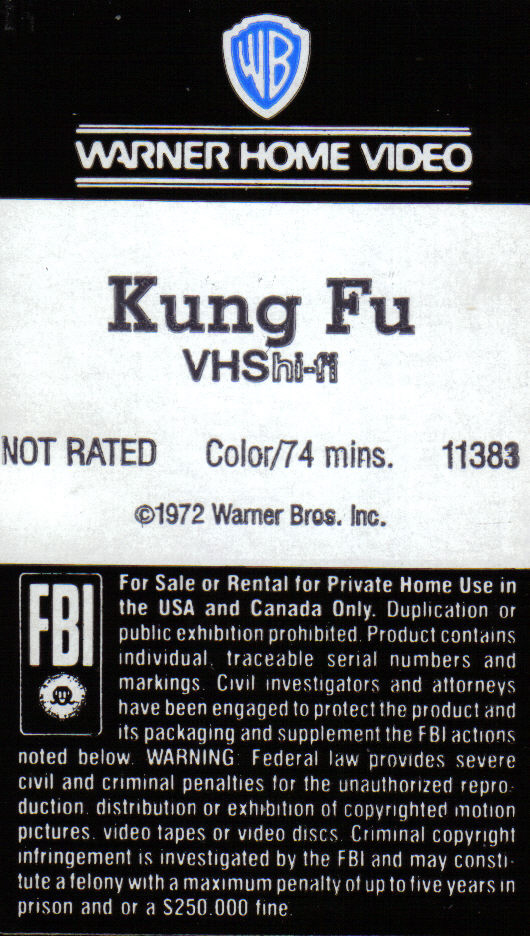 WB
WARNER HOME VIDEO
Kung Fu
VHS hi-fi
NOT RATED Color/74 mins. 11383
©1972 Warner Bros. Inc.
FBI
For Sale or Rental for Private Home Use in
the USA and Canada Only. Duplication or
public exhibition prohibited. Product contains
individual, traceable serial numbers and
markings. Civil investigators and attorneys
have been engaged to protect the product and
its packaging and supplement the FBI actions
noted below. WARNING: Federal law provides severe
civil and criminal penalties for the unauthorized repro-
duction, distribution or exhibition of copyrighted motion
pictures, video tapes or video discs. Criminal copyright
infringement is investigated by the FBI and may consti-
tute a felony with a maximum penalty of up to five years in
prison and or a $250.000 fine.